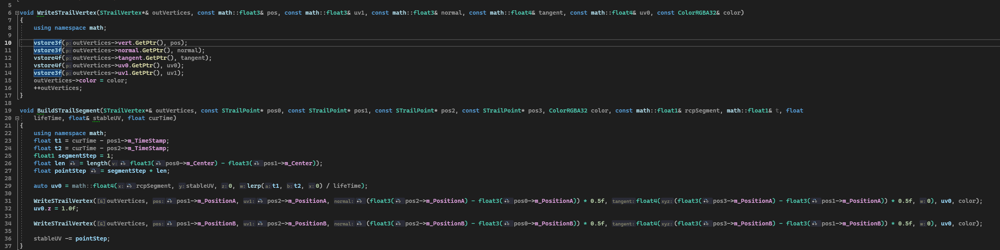 5
6 void WriteSTrailVertex(STrailVertex*& outVertices, const math::float3& pos, const math::float3& uv1, const math::float3& normal, const math::float4& tangent, const math::float4& uv0, const ColorRGBA32& color)
7 {
8 using namespace math;
9
10 vstore3f(p: outVertices->vert.GetPtr(), pos);
11 vstore3f(p: outVertices->normal.GetPtr(), normal);
12 vstore4f(p: outVertices->tangent.GetPtr(), tangent);
13 vstore4f(p: outVertices->uv0.GetPtr(), uv0);
14 vstore3f(p: outVertices->uv1.GetPtr(), uv1);
15 outVertices->color = color;
16 ++outVertices;
17 }
18
19 void BuildSTrailSegment(STrailVertex*& outVertices, const STrailPoint* pos0, const STrailPoint* pos1, const STrailPoint* pos2, const STrailPoint* pos3, ColorRGBA32 color, const math::float1& rcpSegment, math::float1& t, float
20 lifeTime, float& stableUV, float curTime)
21 {
22 using namespace math;
23 float t1 = curTime - pos1->m_TimeStamp;
24 float t2 = curTime - pos2->m_TimeStamp;
25 float1 segmentStep = 1;
26 float len = length(v: float3(pos0->m_Center) - float3(pos1->m_Center));
27 float pointStep = segmentStep * len;
28
29 auto uv0 = math::float4(x: rcpSegment, y: stableUV, z: 0, w: lerp(a: t1, b: t2, x: 0) / lifeTime);
30
31 WriteSTrailVertex([&] outVertices, pos: pos1->m_PositionA, uv1: pos2->m_PositionA, normal: (float3(pos2->m_PositionA) - float3(pos0->m_PositionA)) * 0.5f, tangent: float4(xyz: (float3(pos3->m_PositionA) - float3(pos1->m_PositionA)) * 0.5f, w: 0), uv0, color);
32 uv0.z = 1.0f;
33
34 WriteSTrailVertex([&] outVertices, pos: pos1->m_PositionB, uv1: pos2->m_PositionB, normal: (float3(pos2->m_PositionB) - float3(pos0->m_PositionB)) * 0.5f, tangent: float4(xyz: (float3(pos3->m_PositionB) - float3(pos1->m_PositionB)) * 0.5f, w: 0), uv0, color);
35
36 stableUV -= pointStep;
37 }